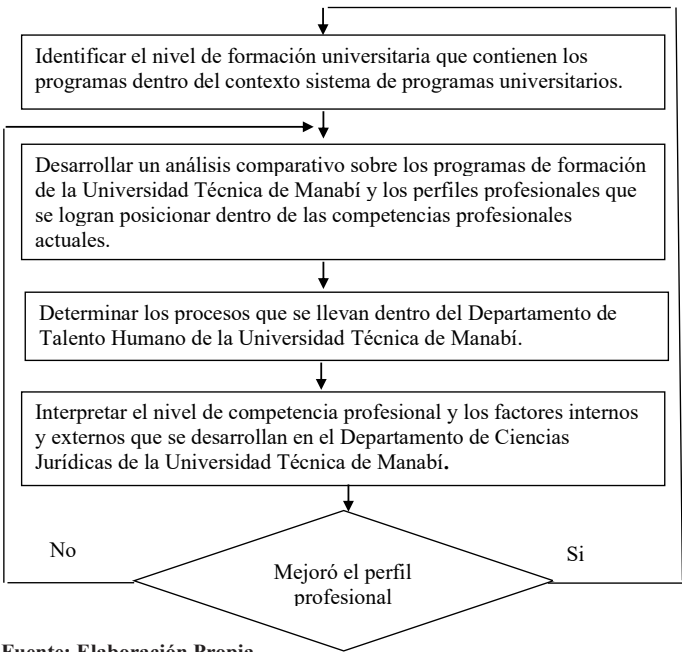 Identificar el nivel de formación universitaria que contienen los
programas dentro del contexto sistema de programas universitarios.
Desarrollar un análisis comparativo sobre los programas de formación
de la Universidad Técnica de Manabí y los perfiles profesionales que
se logran posicionar dentro de las competencias profesionales
actuales.
Determinar los procesos que se llevan dentro del Departamento de
Talento Humano de la Universidad Técnica de Manabí.
Interpretar el nivel de competencia profesional y los factores internos
y externos que se desarrollan en el Departamento de Ciencias
Jurídicas de la Universidad Técnica de Manabí.
No
Si
Mejoró el perfil
profesional
Fuente: Elaboración Propia